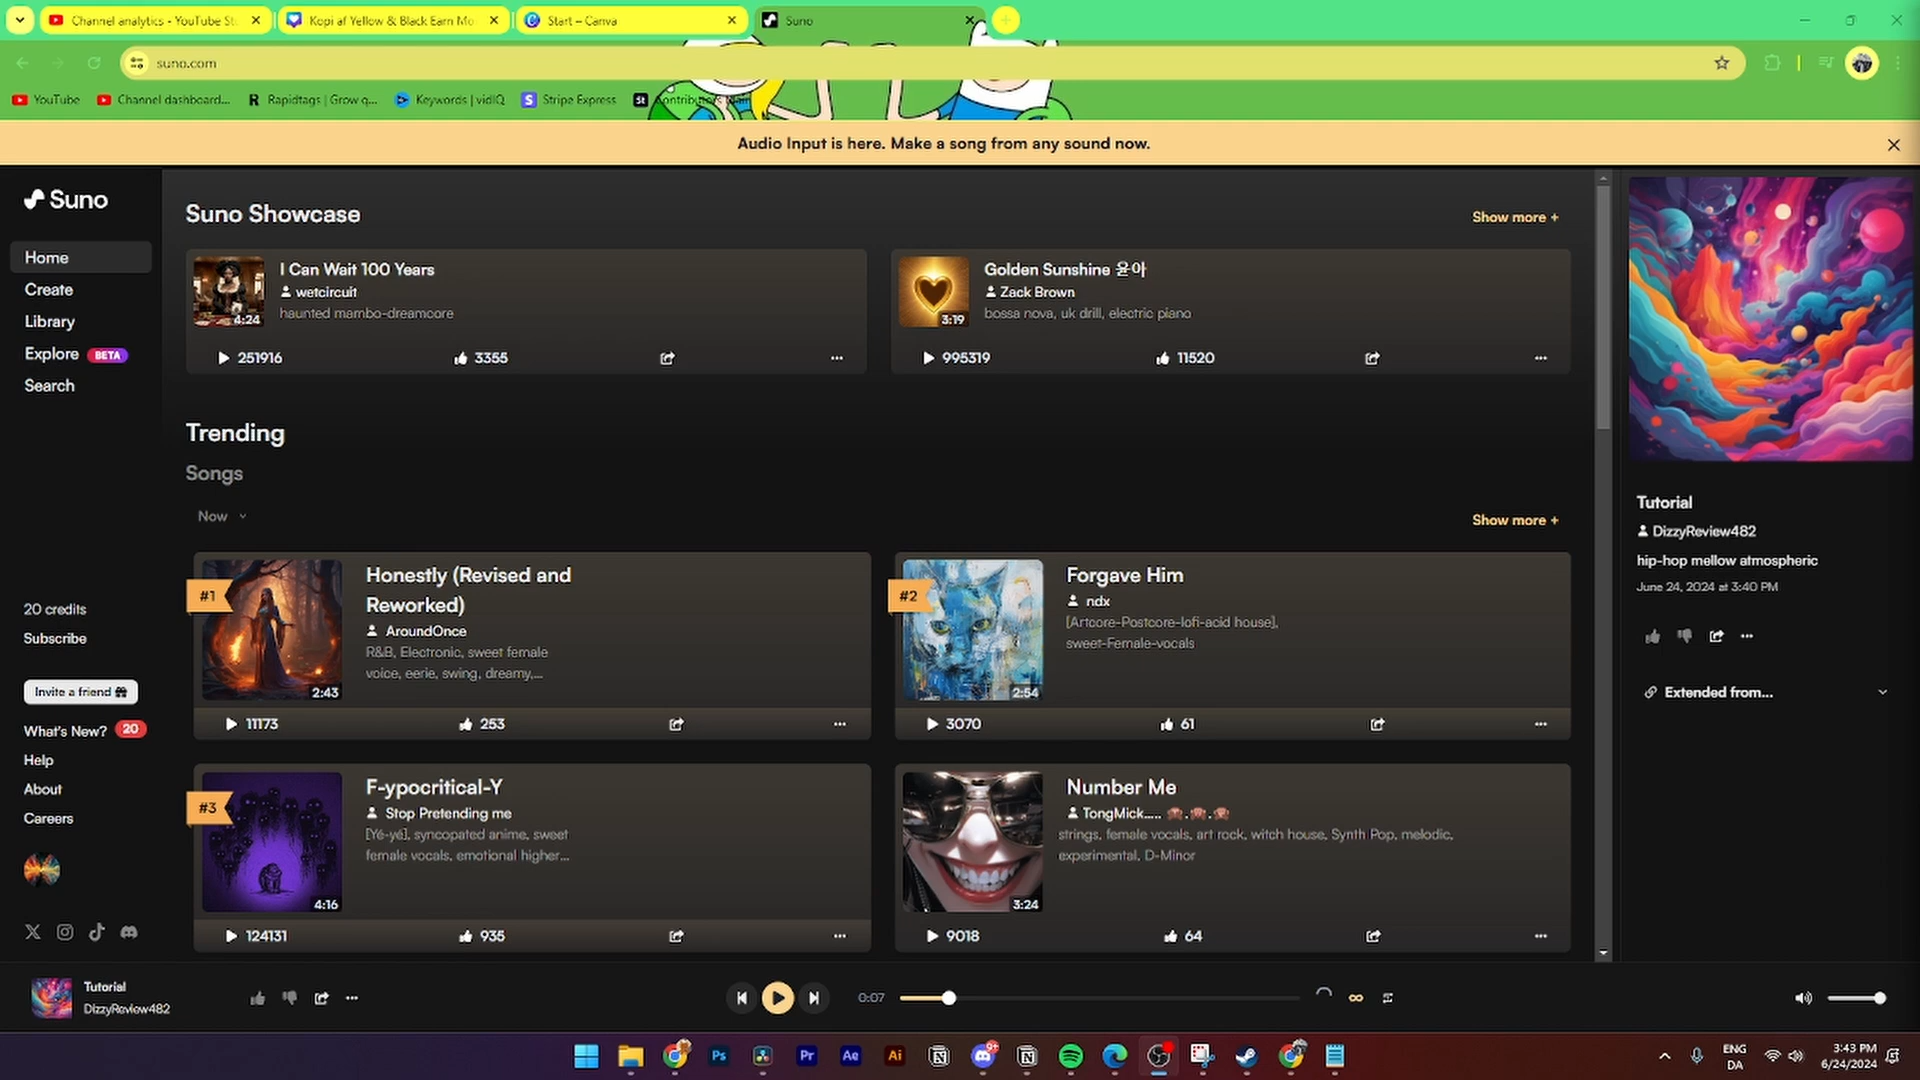 Channel analytics - YouTube St
Kopi af Yellow & Black Earn Mo
Start – Canva
Suno
suno.com
YouTube
Channel dashboard...
Rapidtags | Grow q...
Keywords | vidIQ
Stripe Express
Contributors
Audio Input is here. Make a song from any sound now.
Suno
Home
Create
Library
Explore BETA
Search
20 credits
Subscribe
Invite a friend
What's New? 20
Help
About
Careers
Suno Showcase
Show more +
I Can Wait 100 Years
wetcircuit
haunted mambo-dreamcore
4:24
251916
3355
Golden Sunshine 윤아
Zack Brown
bossa nova, uk drill, electric piano
3:19
995319
11520
Trending
Songs
Now
Show more +
#1
Honestly (Revised and
Reworked)
AroundOnce
R&B, Electronic, sweet female
voice, eerie, swing, dreamy,...
2:43
11173
253
#2
Forgave Him
ndx
[Artcore-Postcore-lofi-acid house],
sweet-Female-vocals
2:54
3070
61
#3
F-ypocritical-Y
Stop Pretending me
[Yé-yé], syncopated anime, sweet
female vocals, emotional higher...
4:16
124131
935
Number Me
TongMick.....
strings, female vocals, art rock, witch house, Synth Pop, melodic,
experimental, D-Minor
3:24
9018
64
Tutorial
DizzyReview482
hip-hop mellow atmospheric
June 24, 2024 at 3:40 PM
Extended from...
Tutorial
DizzyReview482
0:07
Ps
Pr
Ae
Ai
9+
ENG
DA
3:43 PM
6/24/2024